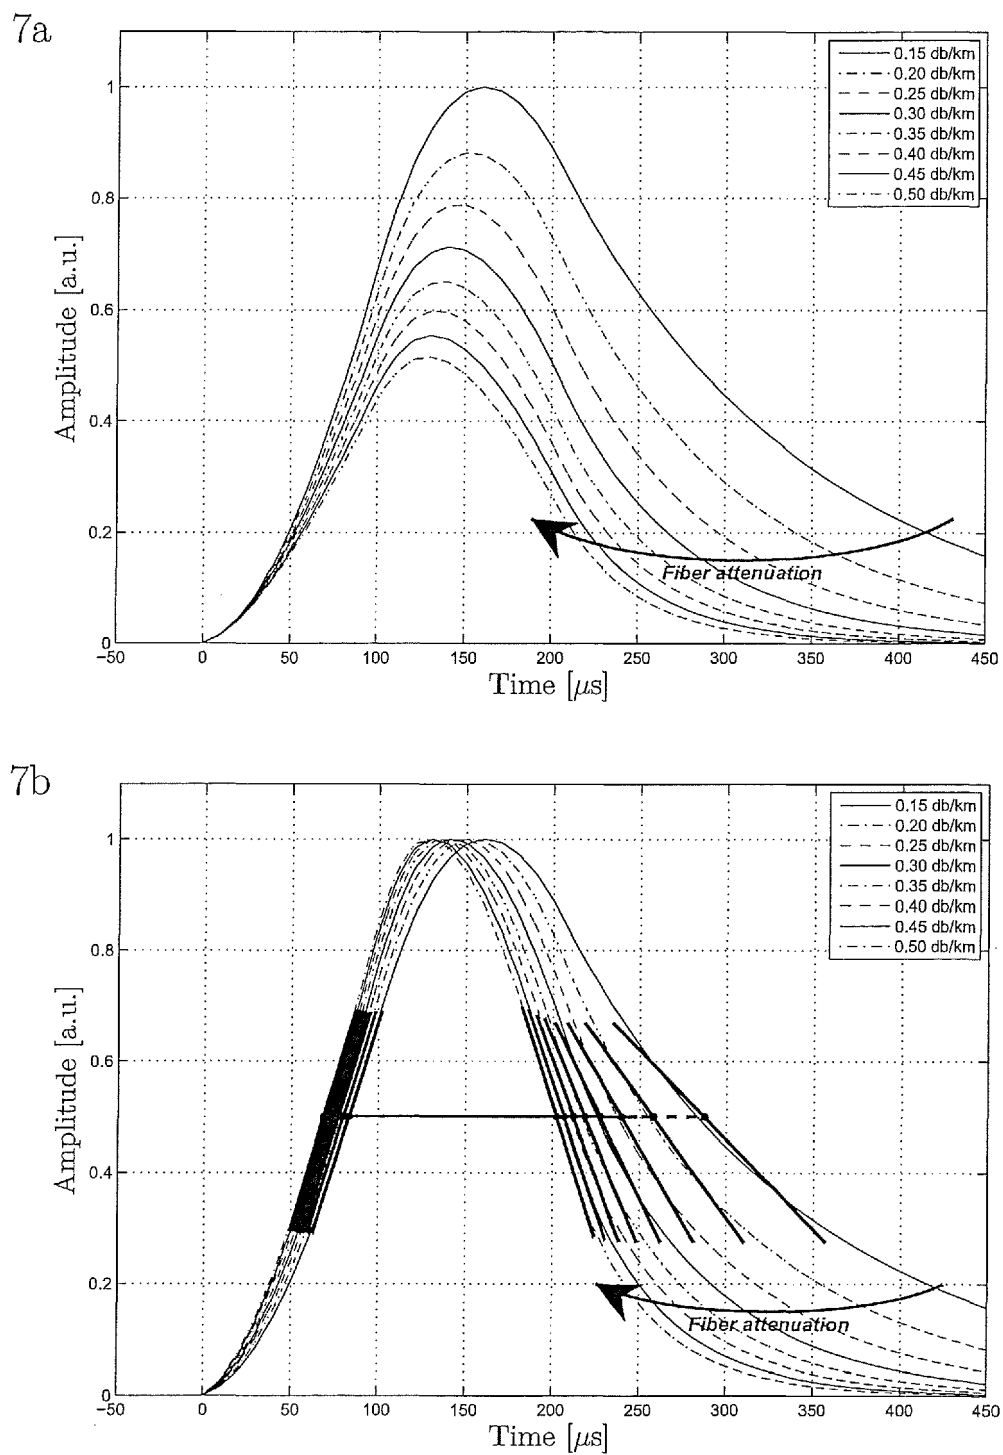 7a
0.15 db/km
0.20 db/km
0.25 db/km
0.30 db/km
0.35 db/km
0.40 db/km
0.45 db/km
0.50 db/km
1
0.8
0.6
0.4
0.2
0
Amplitude [a.u.]
Fiber attenuation
−50 0 50 100 150 200 250 300 350 400 450
Time [μs]
7b
0.15 db/km
0.20 db/km
0.25 db/km
0.30 db/km
0.35 db/km
0.40 db/km
0.45 db/km
0.50 db/km
1
0.8
0.6
0.4
0.2
0
Amplitude [a.u.]
Fiber attenuation
−50 0 50 100 150 200 250 300 350 400 450
Time [μs]